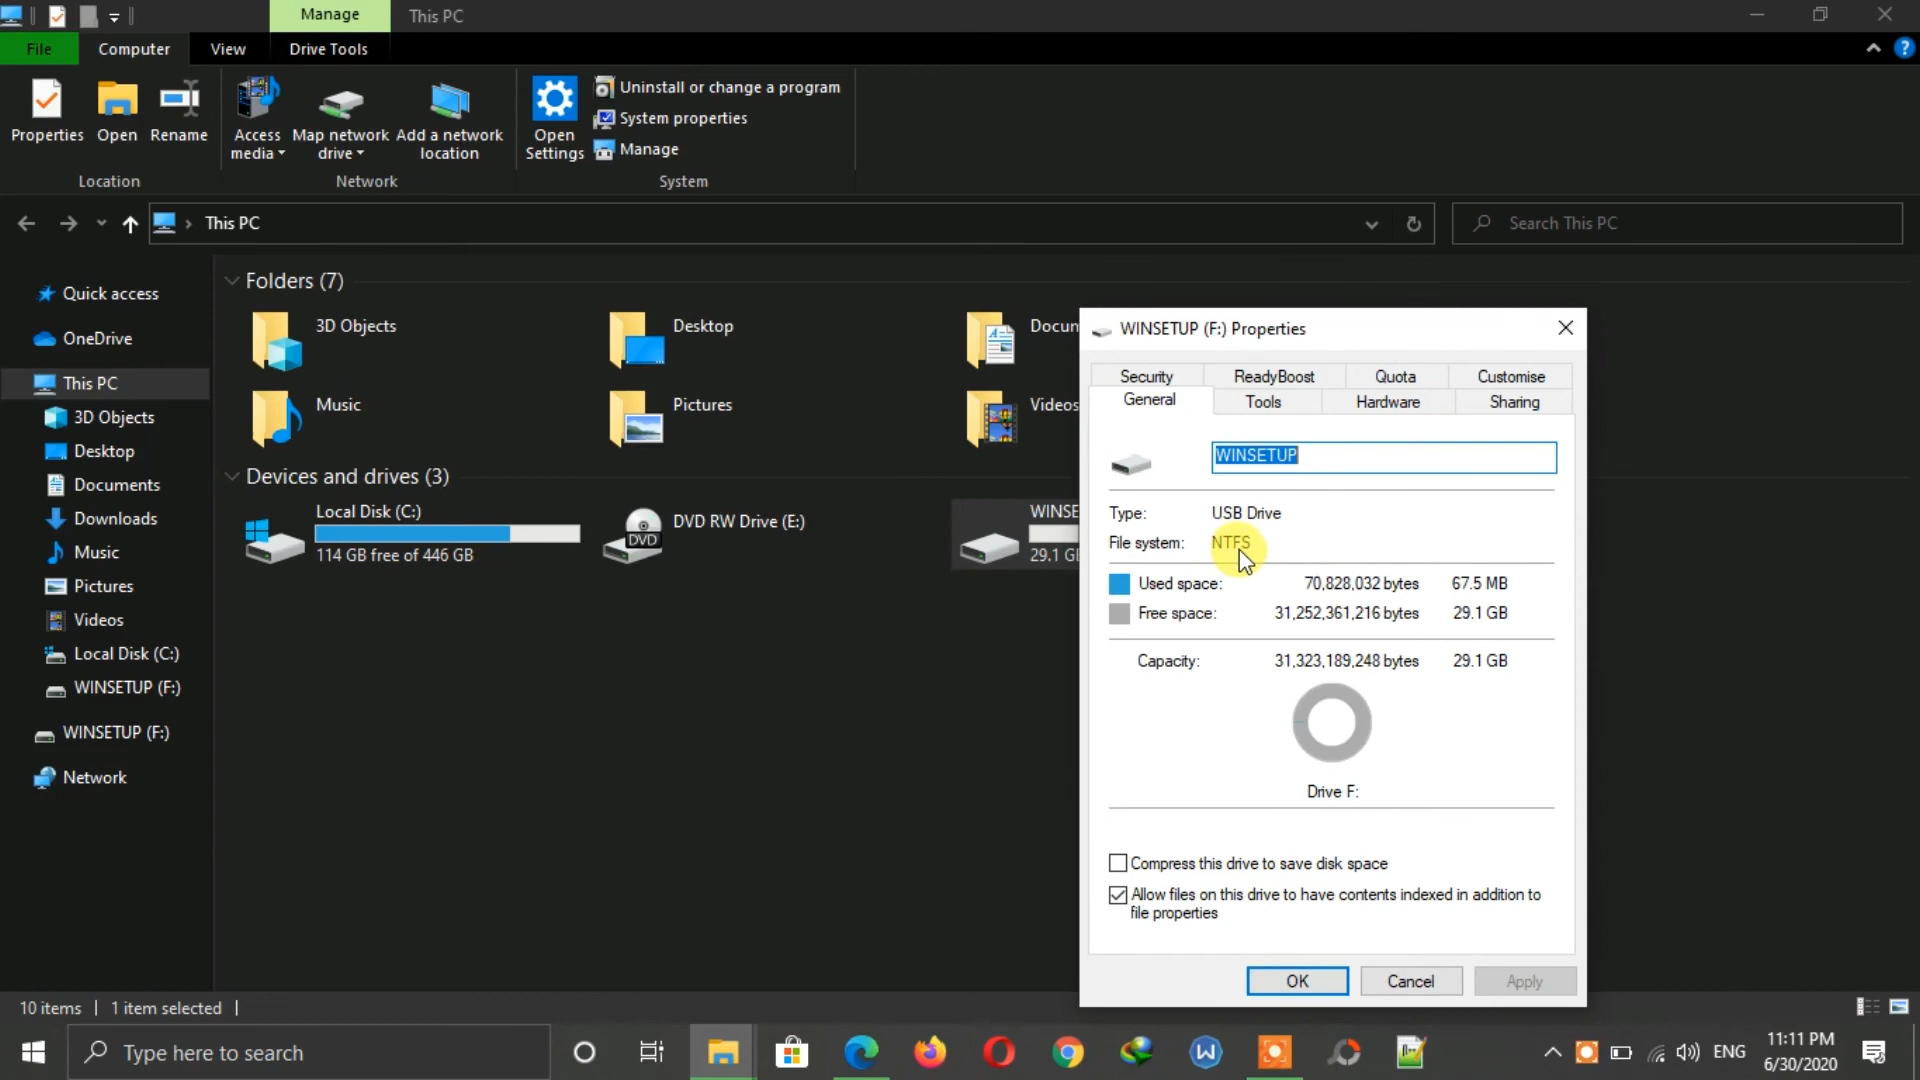 Manage
This PC
File
Computer
View
Drive Tools
Properties
Open
Rename
Access
media
Map network
drive
Add a network
location
Open
Settings
Uninstall or change a program
System properties
Manage
Location
Network
System
This PC
Search This PC
Quick access
OneDrive
This PC
3D Objects
Desktop
Documents
Downloads
Music
Pictures
Videos
Local Disk (C:)
WINSETUP (F:)
WINSETUP (F:)
Network
Folders (7)
3D Objects
Desktop
Docum
Music
Pictures
Videos
Devices and drives (3)
Local Disk (C:)
114 GB free of 446 GB
DVD
DVD RW Drive (E:)
WINSE
29.1 G
WINSETUP (F:) Properties
Security
ReadyBoost
Quota
Customise
General
Tools
Hardware
Sharing
WINSETUP
Type: USB Drive
File system: NTFS
Used space: 70,828,032 bytes 67.5 MB
Free space: 31,252,361,216 bytes 29.1 GB
Capacity: 31,323,189,248 bytes 29.1 GB
Drive F:
Compress this drive to save disk space
Allow files on this drive to have contents indexed in addition to
file properties
OK
Cancel
Apply
10 items
1 item selected
Type here to search
ENG
11:11 PM
6/30/2020